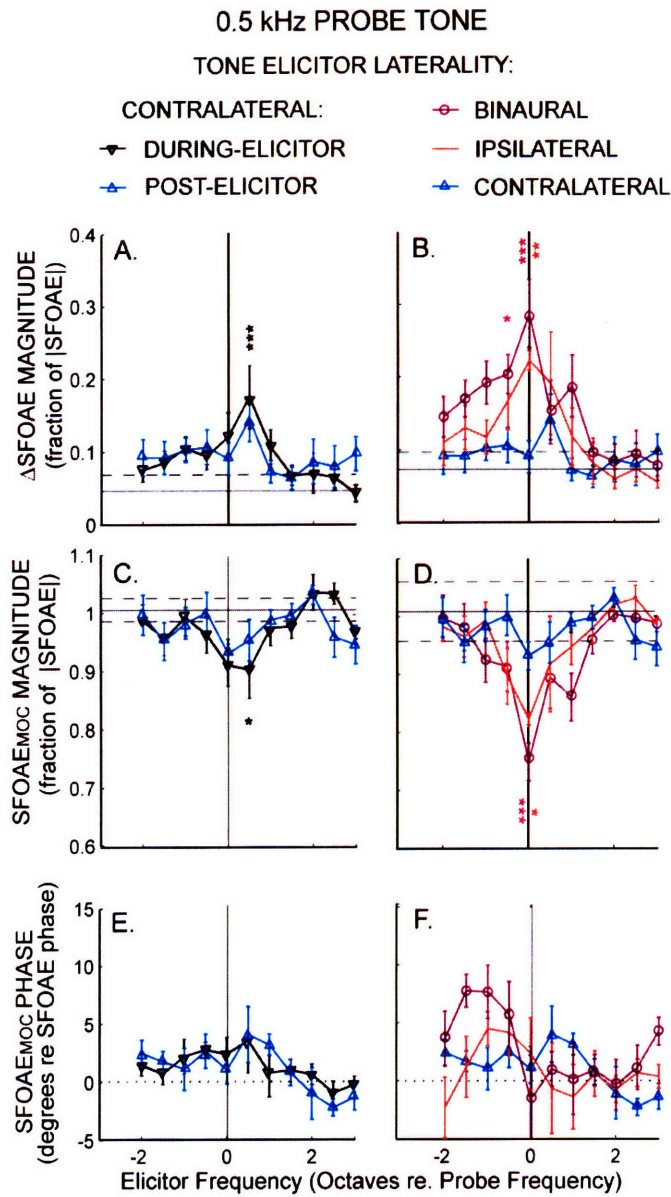 0.5 kHz PROBE TONE
TONE ELICITOR LATERALITY:
CONTRALATERAL:
DURING-ELICITOR
POST-ELICITOR
BINAURAL
IPSILATERAL
CONTRALATERAL
ΔSFOAE MAGNITUDE
(fraction of |SFOAE|)
0.4
0.3
0.2
0.1
0
A.
***
B.
*
***
**
SFOAEMOC MAGNITUDE
(fraction of |SFOAE|)
1.1
1
0.9
0.8
0.7
0.6
C.
*
D.
***
*
SFOAEMOC PHASE
(degrees re SFOAE phase)
15
10
5
0
-5
E.
F.
-2 0 2
-2 0 2
Elicitor Frequency (Octaves re. Probe Frequency)